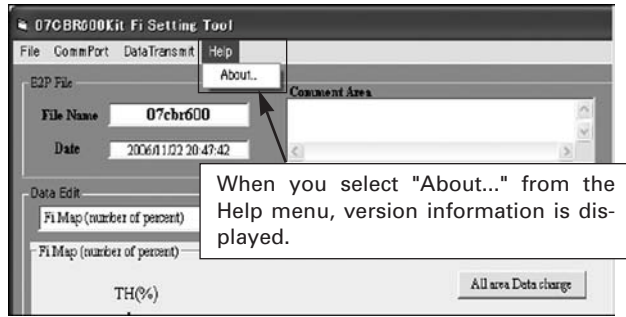 07CBR600Kit Fi Setting Tool
File CommPort DataTransmit Help
About..
E2P File
Comment Area
File Name 07cbr600
Date 2006/11/22 20:47:42
When you select "About..." from the
Help menu, version information is dis-
played.
Data Edit
Fi Map (number of percent)
Fi Map (number of percent)
All area Data change
TH(%)